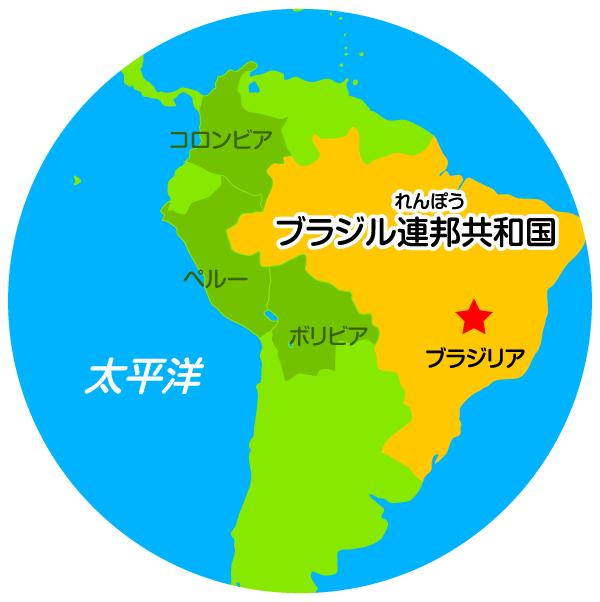 コロンビア
れんぽう
ブラジル連邦共和国
ペルー
ボリビア
ブラジリア
太平洋